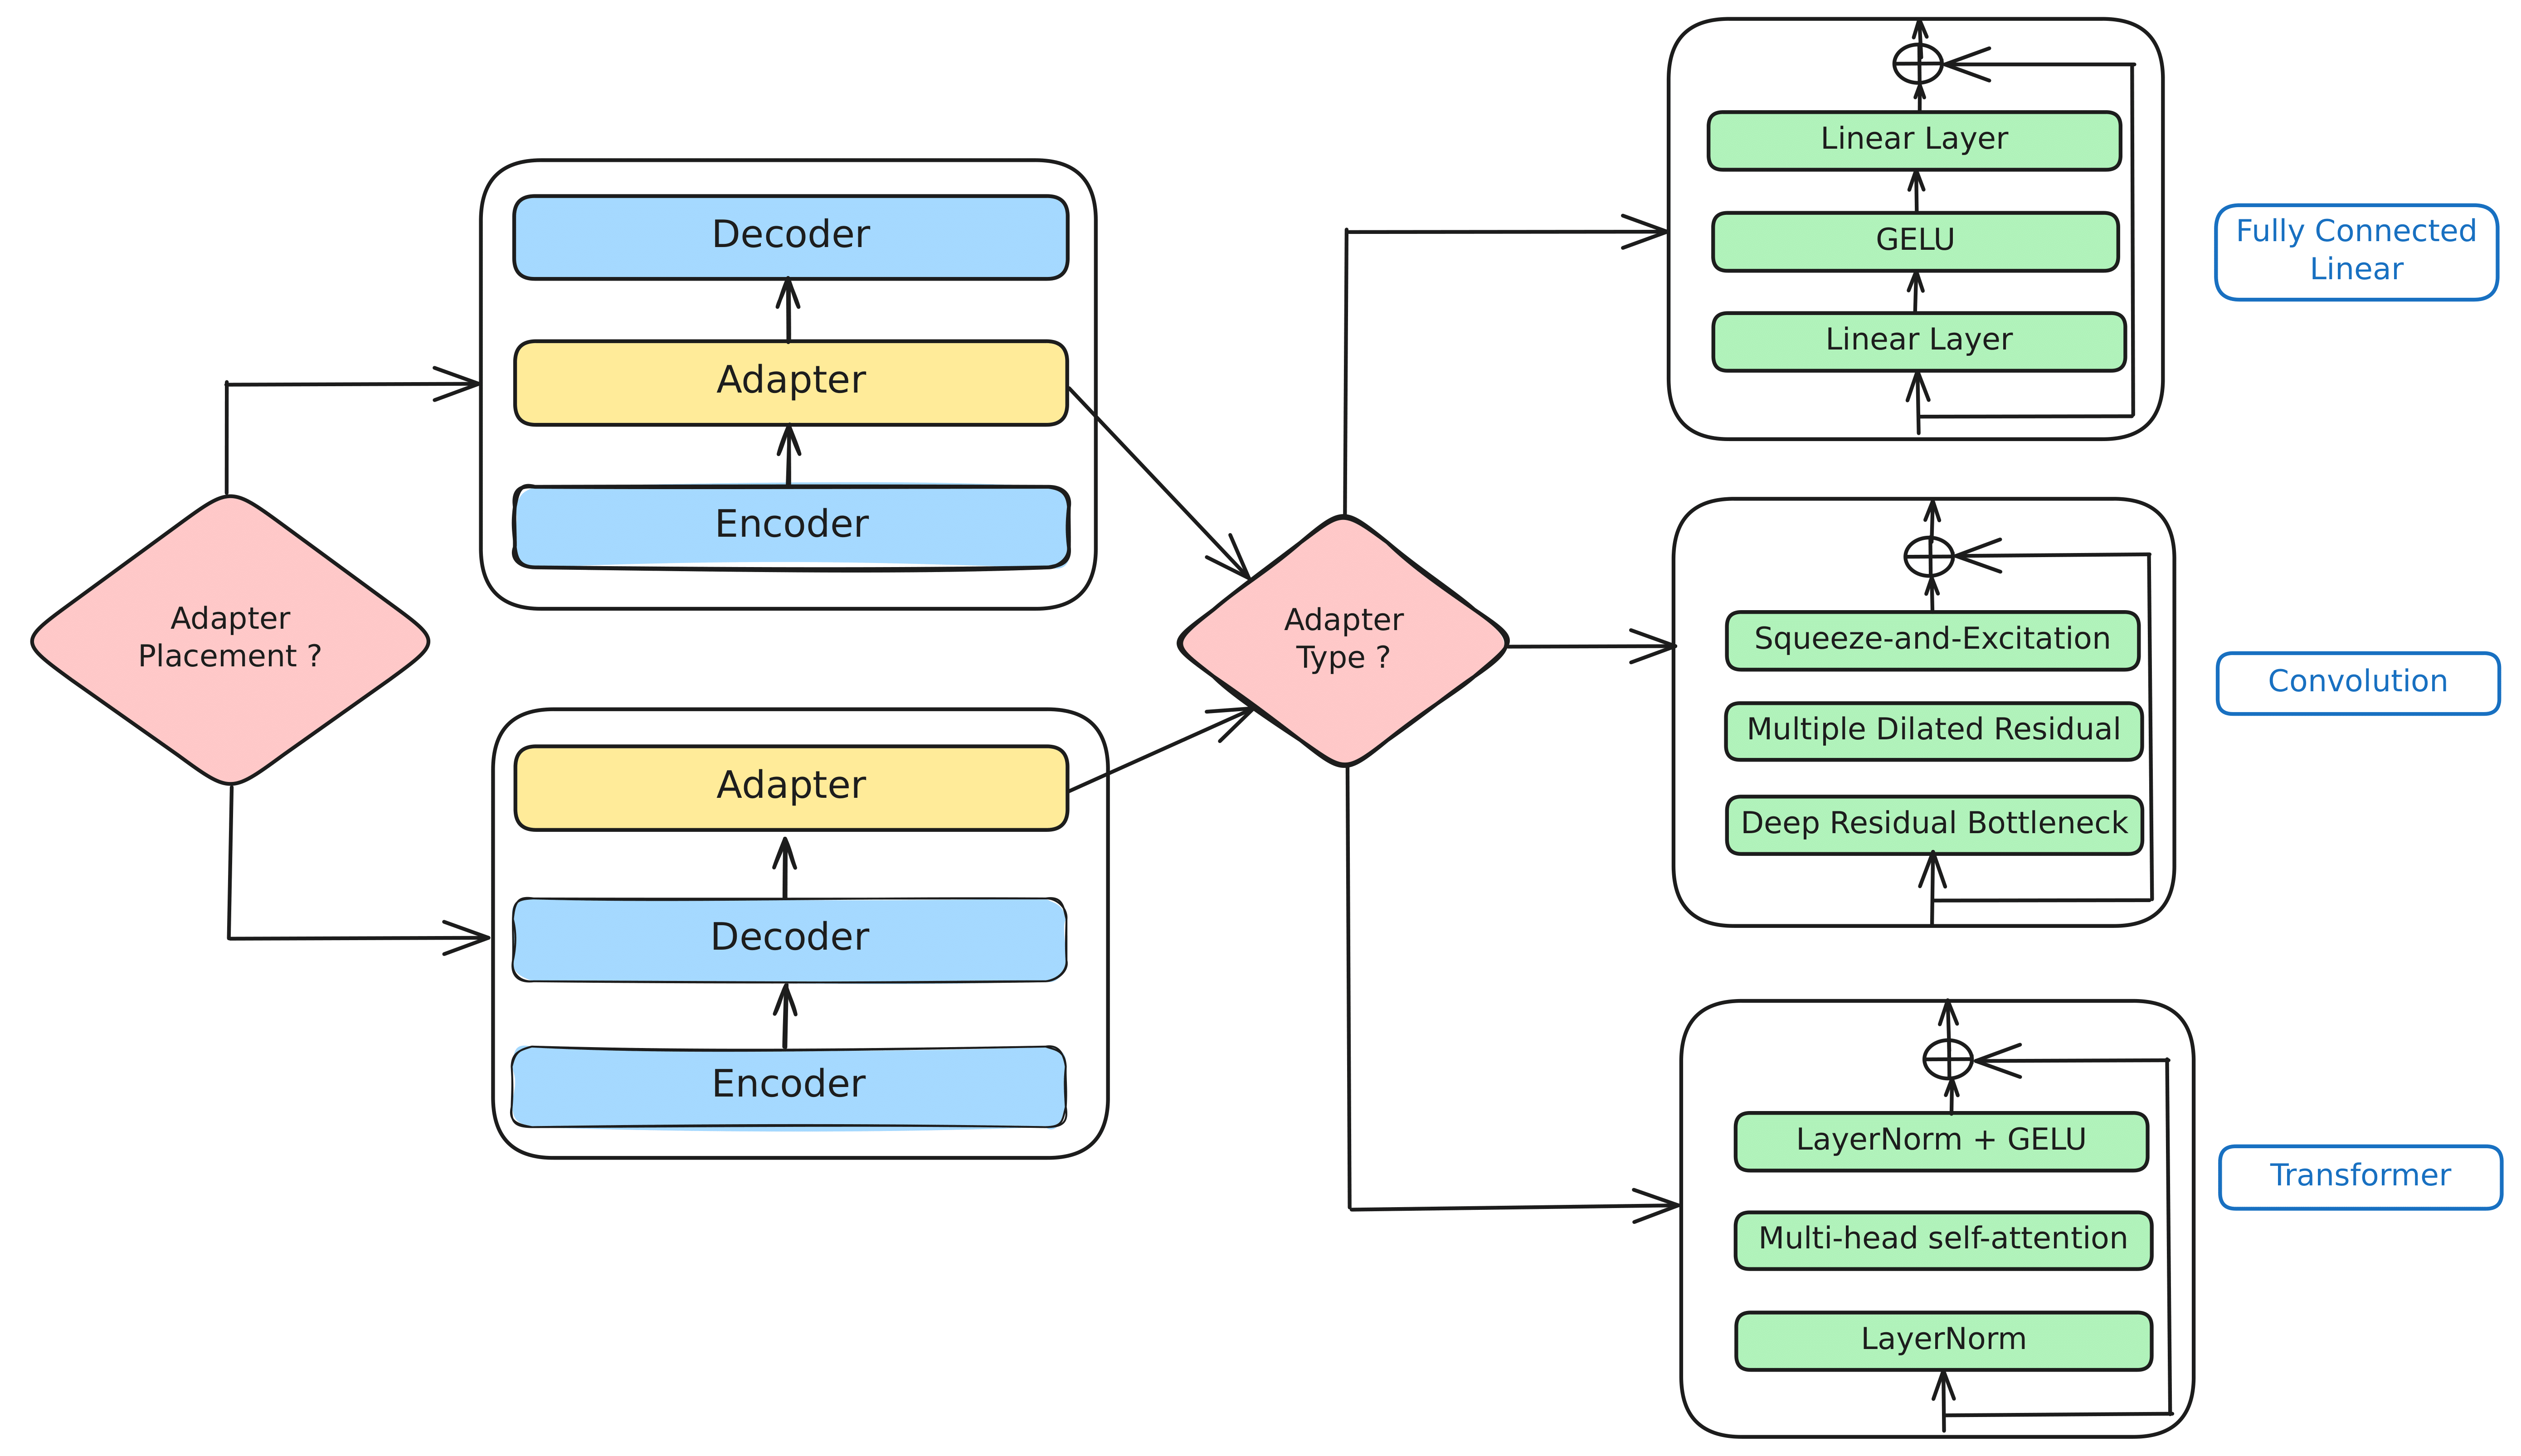 Adapter
Placement ?
Decoder
Adapter
Encoder
Adapter
Decoder
Encoder
Adapter
Type ?
Linear Layer
GELU
Linear Layer
Fully Connected
Linear
Squeeze-and-Excitation
Multiple Dilated Residual
Deep Residual Bottleneck
Convolution
LayerNorm + GELU
Multi-head self-attention
LayerNorm
Transformer